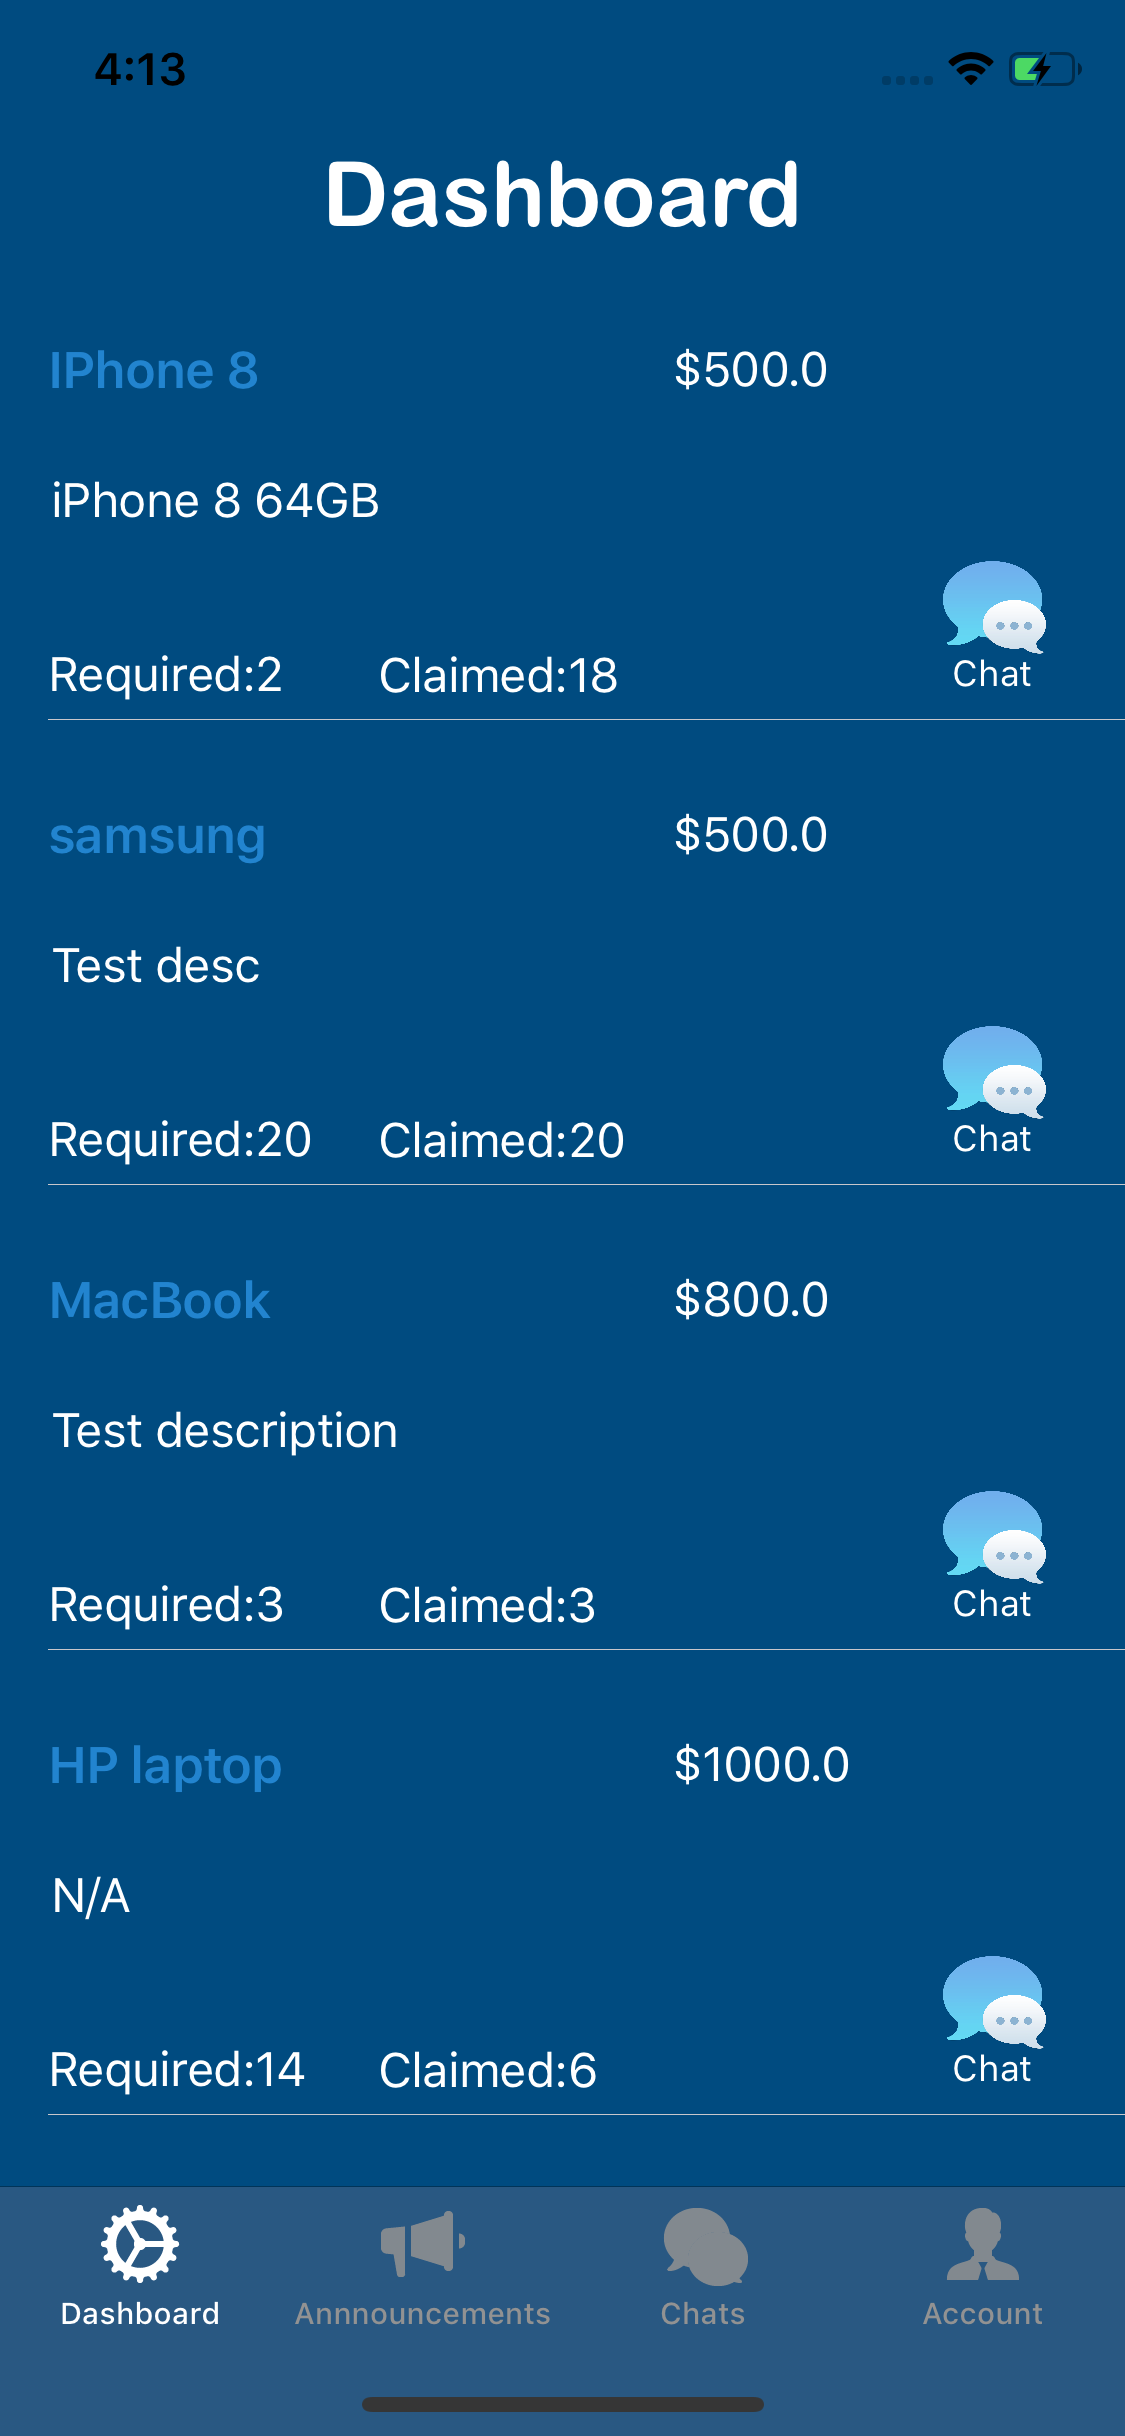 4:13
Dashboard
IPhone 8 $500.0
iPhone 8 64GB
Required:2 Claimed:18 Chat
samsung $500.0
Test desc
Required:20 Claimed:20 Chat
MacBook $800.0
Test description
Required:3 Claimed:3 Chat
HP laptop $1000.0
N/A
Required:14 Claimed:6 Chat
Dashboard Annnouncements Chats Account